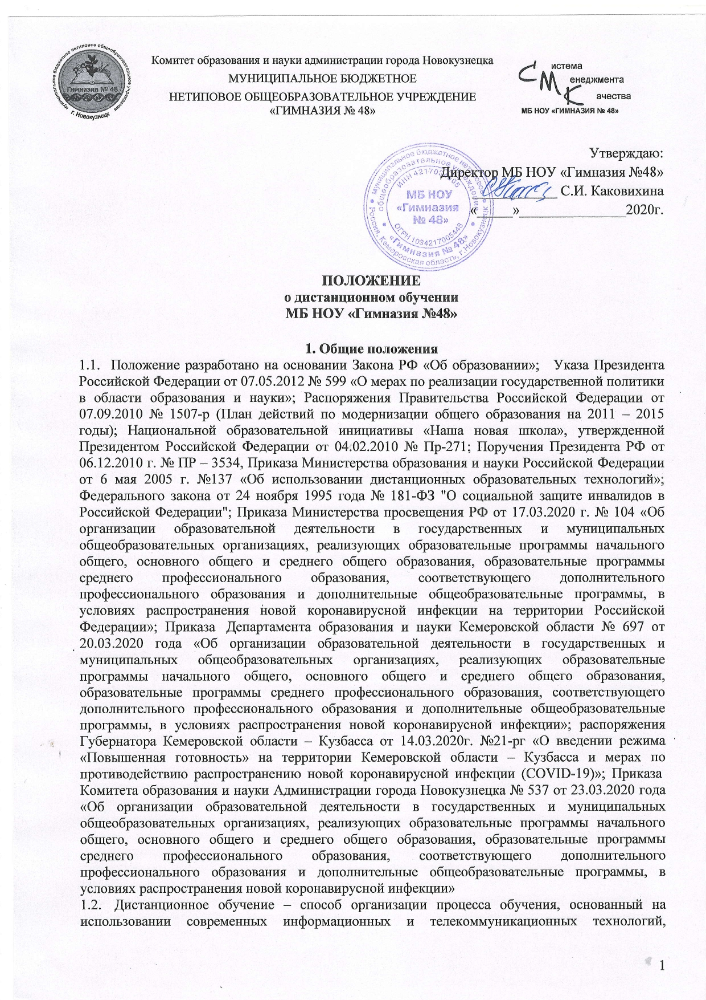 муниципальное бюджетное нетиповое общеобразовательное учреждение
Гимназия № 48
г. Новокузнецк
Комитет образования и науки администрации города Новокузнецка
МУНИЦИПАЛЬНОЕ БЮДЖЕТНОЕ
НЕТИПОВОЕ ОБЩЕОБРАЗОВАТЕЛЬНОЕ УЧРЕЖДЕНИЕ
«ГИМНАЗИЯ № 48»
Система
Менеджмента
Качества
МБ НОУ «ГИМНАЗИЯ № 48»
Утверждаю:
Директор МБ НОУ «Гимназия №48»
____________ С.И. Каковихина
«_____»_______________2020г.
муниципальное бюджетное нетиповое
общеобразовательное учреждение
«Гимназия № 48»
Россия, Кемеровская область, г.Новокузнецк
ОГРН 1034217005443
МБ НОУ
«Гимназия
№ 48»
ПОЛОЖЕНИЕ
о дистанционном обучении
МБ НОУ «Гимназия №48»
1. Общие положения
1.1. Положение разработано на основании Закона РФ «Об образовании»; Указа Президента
Российской Федерации от 07.05.2012 № 599 «О мерах по реализации государственной политики
в области образования и науки»; Распоряжения Правительства Российской Федерации от
07.09.2010 № 1507-р (План действий по модернизации общего образования на 2011 – 2015
годы); Национальной образовательной инициативы «Наша новая школа», утвержденной
Президентом Российской Федерации от 04.02.2010 № Пр-271; Поручения Президента РФ от
06.12.2010 г. № ПР – 3534, Приказа Министерства образования и науки Российской Федерации
от 6 мая 2005 г. №137 «Об использовании дистанционных образовательных технологий»;
Федерального закона от 24 ноября 1995 года № 181-ФЗ "О социальной защите инвалидов в
Российской Федерации"; Приказа Министерства просвещения РФ от 17.03.2020 г. № 104 «Об
организации образовательной деятельности в государственных и муниципальных
общеобразовательных организациях, реализующих образовательные программы начального
общего, основного общего и среднего общего образования, образовательные программы
среднего профессионального образования, соответствующего дополнительного
профессионального образования и дополнительные общеобразовательные программы, в
условиях распространения новой коронавирусной инфекции на территории Российской
Федерации»; Приказа Департамента образования и науки Кемеровской области № 697 от
20.03.2020 года «Об организации образовательной деятельности в государственных и
муниципальных общеобразовательных организациях, реализующих образовательные
программы начального общего, основного общего и среднего общего образования,
образовательные программы среднего профессионального образования, соответствующего
дополнительного профессионального образования и дополнительные общеобразовательные
программы, в условиях распространения новой коронавирусной инфекции»; распоряжения
Губернатора Кемеровской области – Кузбасса от 14.03.2020г. №21-рг «О введении режима
«Повышенная готовность» на территории Кемеровской области – Кузбасса и мерах по
противодействию распространению новой коронавирусной инфекции (COVID-19)»; Приказа
Комитета образования и науки Администрации города Новокузнецка № 537 от 23.03.2020 года
«Об организации образовательной деятельности в государственных и муниципальных
общеобразовательных организациях, реализующих образовательные программы начального
общего, основного общего и среднего общего образования, образовательные программы
среднего профессионального образования, соответствующего дополнительного
профессионального образования и дополнительные общеобразовательные программы, в
условиях распространения новой коронавирусной инфекции»
1.2. Дистанционное обучение – способ организации процесса обучения, основанный на
использовании современных информационных и телекоммуникационных технологий,
1